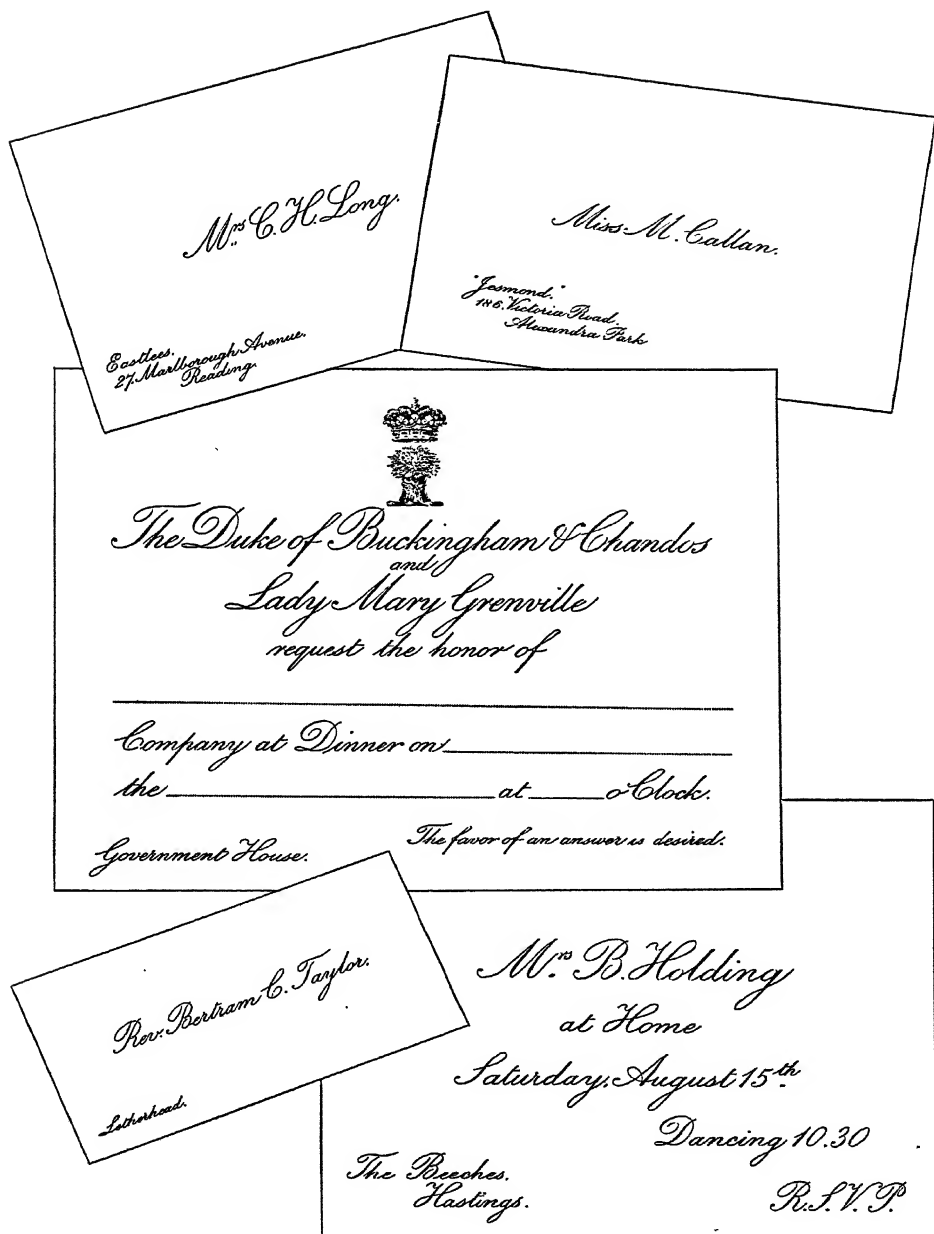 Mrs. C. H. Long.
Eastlees.
27, Marlborough Avenue.
Reading.
Miss. M. Callan.
"Jesmond."
186. Victoria Road.
Alexandra Park
The Duke of Buckingham & Chandos
and
Lady Mary Grenville
request the honor of
Company at Dinner on
the at o'Clock.
Government House. The favor of an answer is desired.
Rev. Bertram C. Taylor.
Letherhead.
Mrs. B. Holding
at Home
Saturday, August 15th.
Dancing 10.30
The Beeches.
Hastings.
R.S.V.P.